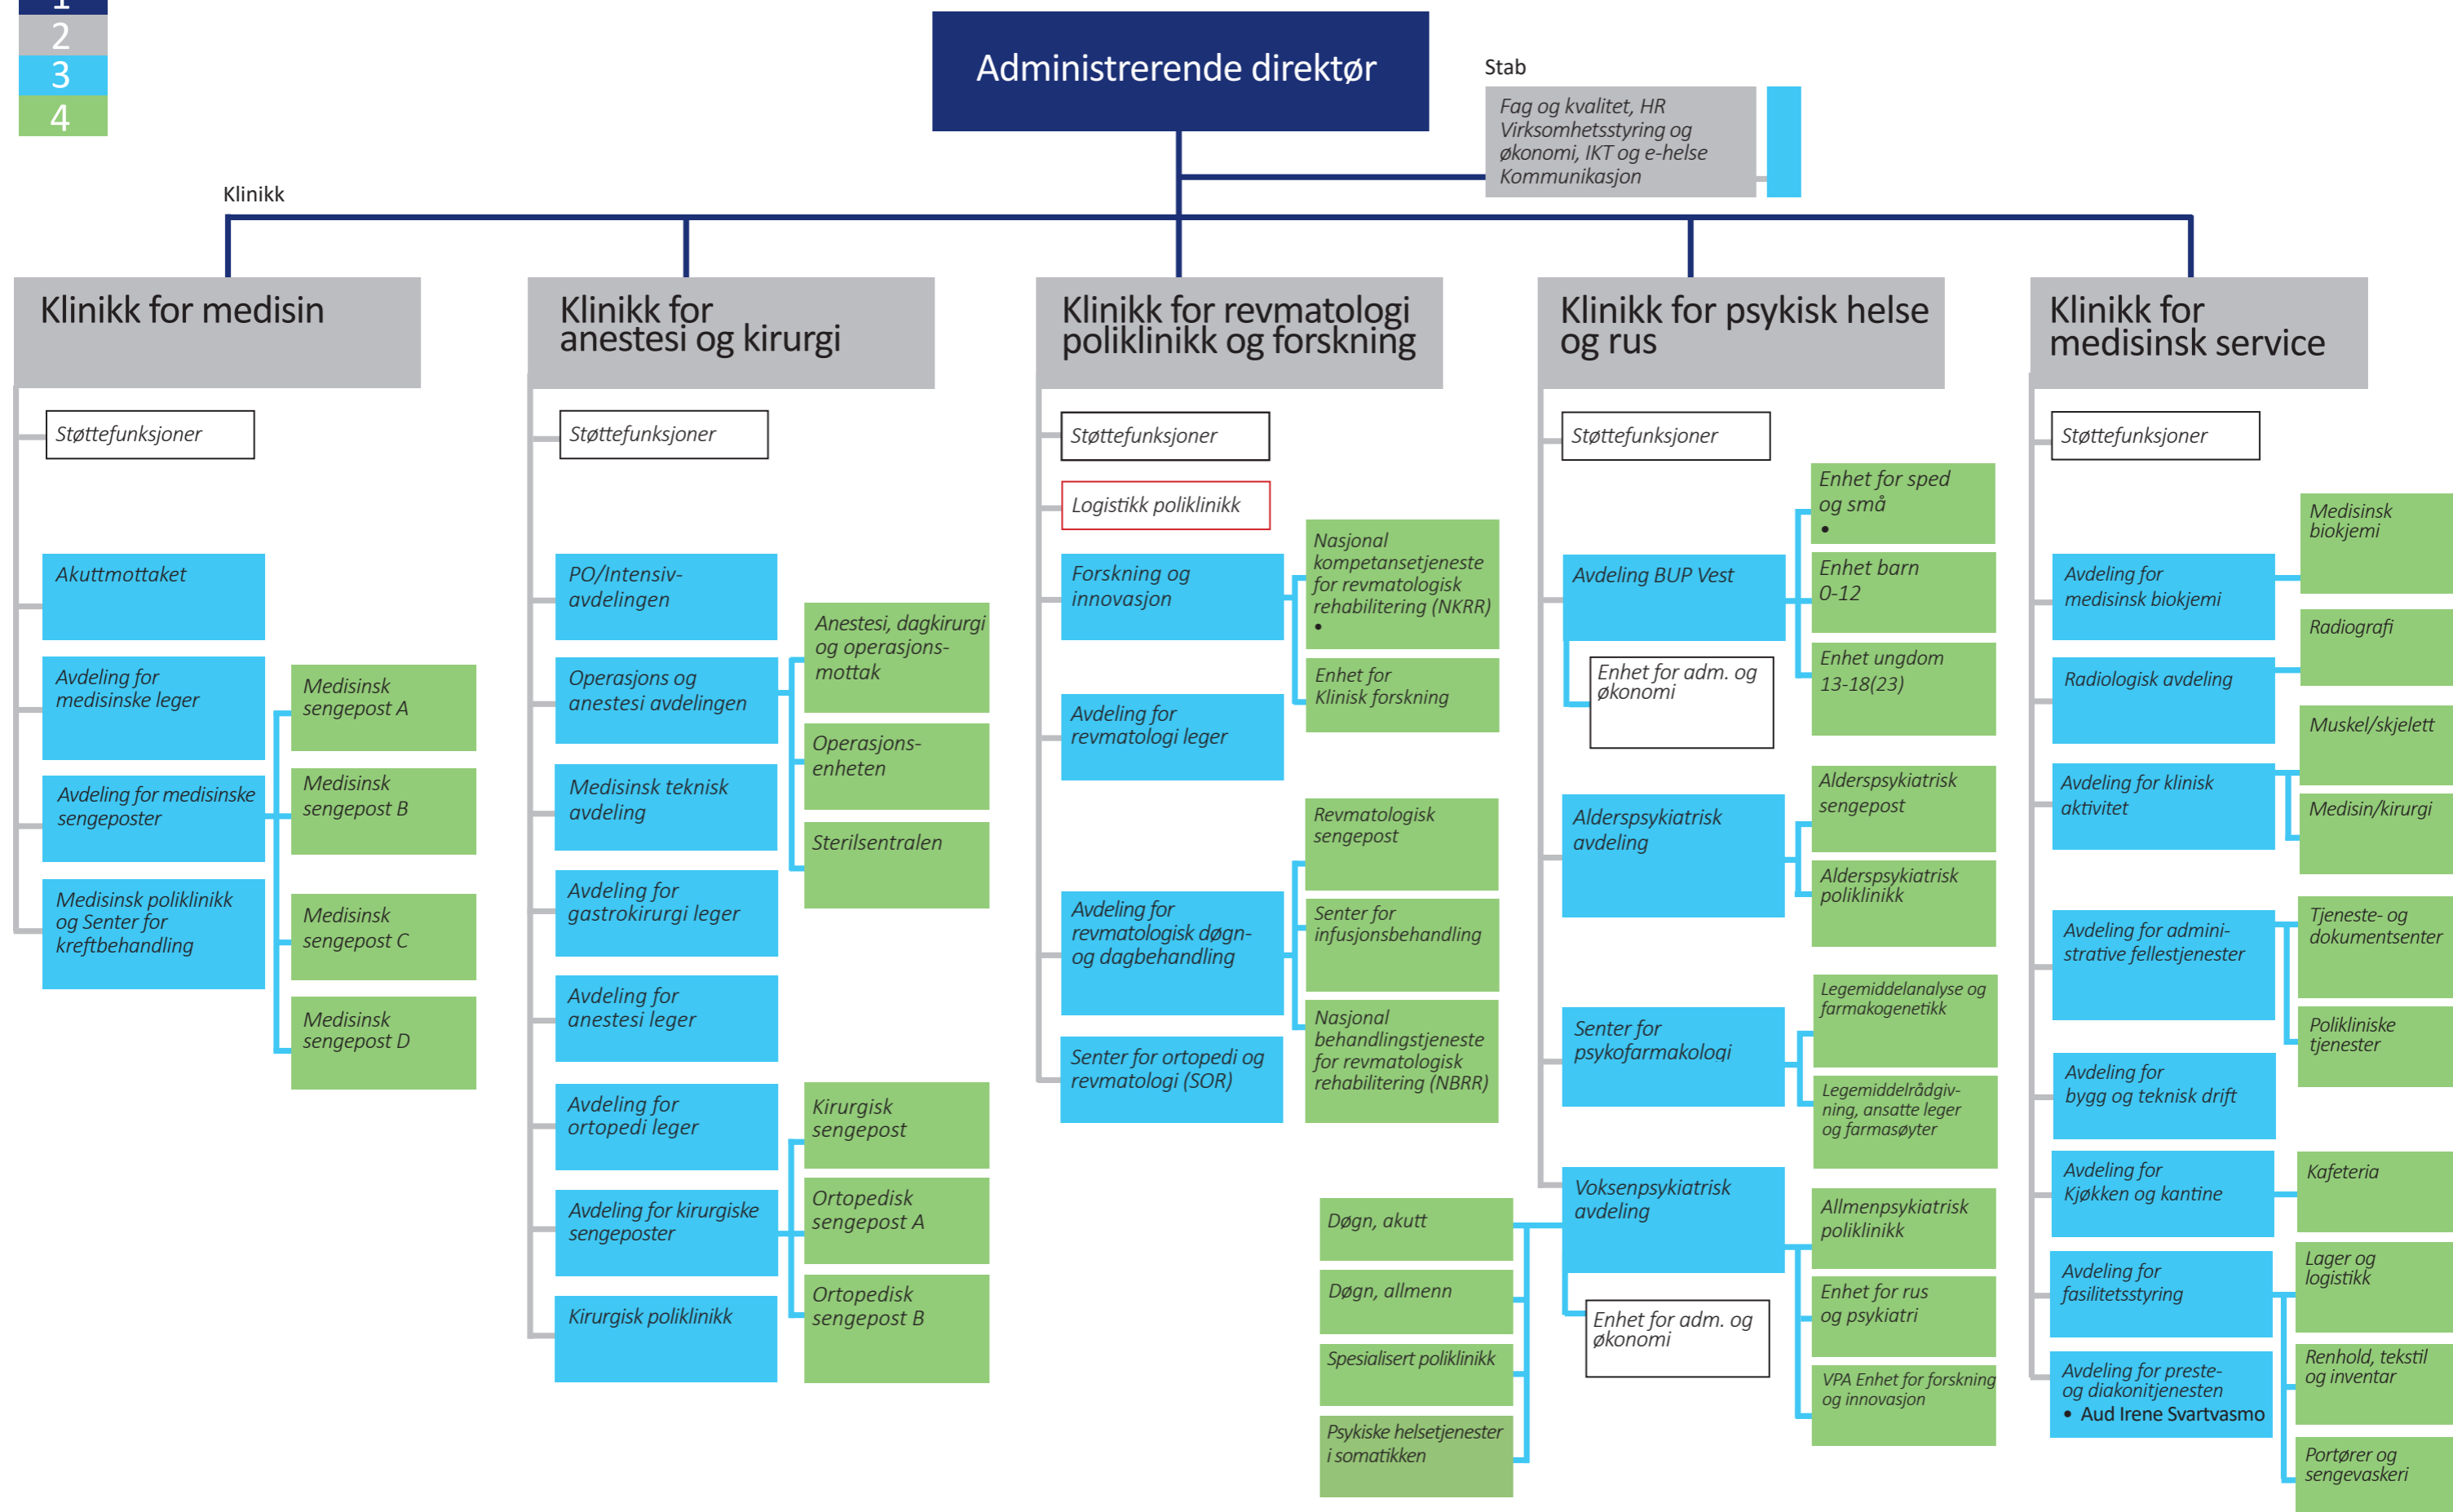 1
2
3
4
Administrerende direktør
Stab
Fag og kvalitet, HR
Virksomhetsstyring og
økonomi, IKT og e-helse
Kommunikasjon
Klinikk
Klinikk for medisin
Støttefunksjoner
Akuttmottaket
Avdeling for
medisinske leger
Avdeling for medisinske
sengeposter
Medisinsk poliklinikk
og Senter for
kreftbehandling
Medisinsk
sengepost A
Medisinsk
sengepost B
Medisinsk
sengepost C
Medisinsk
sengepost D
Klinikk for
anestesi og kirurgi
Støttefunksjoner
PO/Intensiv-
avdelingen
Operasjons og
anestesi avdelingen
Medisinsk teknisk
avdeling
Avdeling for
gastrokirurgi leger
Avdeling for
anestesi leger
Avdeling for
ortopedi leger
Avdeling for kirurgiske
sengeposter
Kirurgisk poliklinikk
Anestesi, dagkirurgi
og operasjons-
mottak
Operasjons-
enheten
Sterilsentralen
Kirurgisk
sengepost
Ortopedisk
sengepost A
Ortopedisk
sengepost B
Klinikk for revmatologi
poliklinikk og forskning
Støttefunksjoner
Logistikk poliklinikk
Forskning og
innovasjon
Avdeling for
revmatologi leger
Avdeling for
revmatologisk døgn-
og dagbehandling
Senter for ortopedi og
revmatologi (SOR)
Nasjonal
kompetansetjeneste
for revmatologisk
rehabilitering (NKRR)
•
Enhet for
Klinisk forskning
Revmatologisk
sengepost
Senter for
infusjonsbehandling
Nasjonal
behandlingstjeneste
for revmatologisk
rehabilitering (NBRR)
Klinikk for psykisk helse
og rus
Støttefunksjoner
Avdeling BUP Vest
Enhet for adm. og
økonomi
Alderspsykiatrisk
avdeling
Senter for
psykofarmakologi
Voksenpsykiatrisk
avdeling
Enhet for adm. og
økonomi
Enhet for sped
og små
•
Enhet barn
0-12
Enhet ungdom
13-18(23)
Alderspsykiatrisk
sengepost
Alderspsykiatrisk
poliklinikk
Legemiddelanalyse og
farmakogenetikk
Legemiddelrådgiv-
ning, ansatte leger
og farmasøyter
Allmenpsykiatrisk
poliklinikk
Enhet for rus
og psykiatri
VPA Enhet for forskning
og innovasjon
Døgn, akutt
Døgn, allmenn
Spesialisert poliklinikk
Psykiske helsetjenester
i somatikken
Klinikk for
medisinsk service
Støttefunksjoner
Avdeling for
medisinsk biokjemi
Radiologisk avdeling
Avdeling for klinisk
aktivitet
Avdeling for admini-
strative fellestjenester
Avdeling for
bygg og teknisk drift
Avdeling for
Kjøkken og kantine
Avdeling for
fasilitetsstyring
Avdeling for preste-
og diakonitjenesten
• Aud Irene Svartvasmo
Medisinsk
biokjemi
Radiografi
Muskel/skjelett
Medisin/kirurgi
Tjeneste- og
dokumentsenter
Polikliniske
tjenester
Kafeteria
Lager og
logistikk
Renhold, tekstil
og inventar
Portører og
sengevaskeri